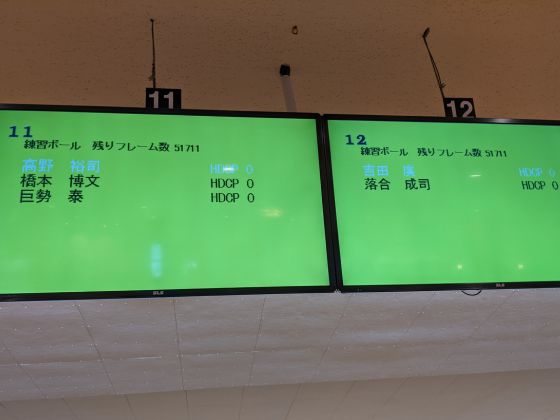 11
12
11
練習ボール 残りフレーム数 51711
高野 裕司 HDCP 0
橋本 博文 HDCP 0
巨勢 泰 HDCP 0
12
練習ボール 残りフレーム数 51711
吉田 HDCP 0
落合 成司 HDCP 0